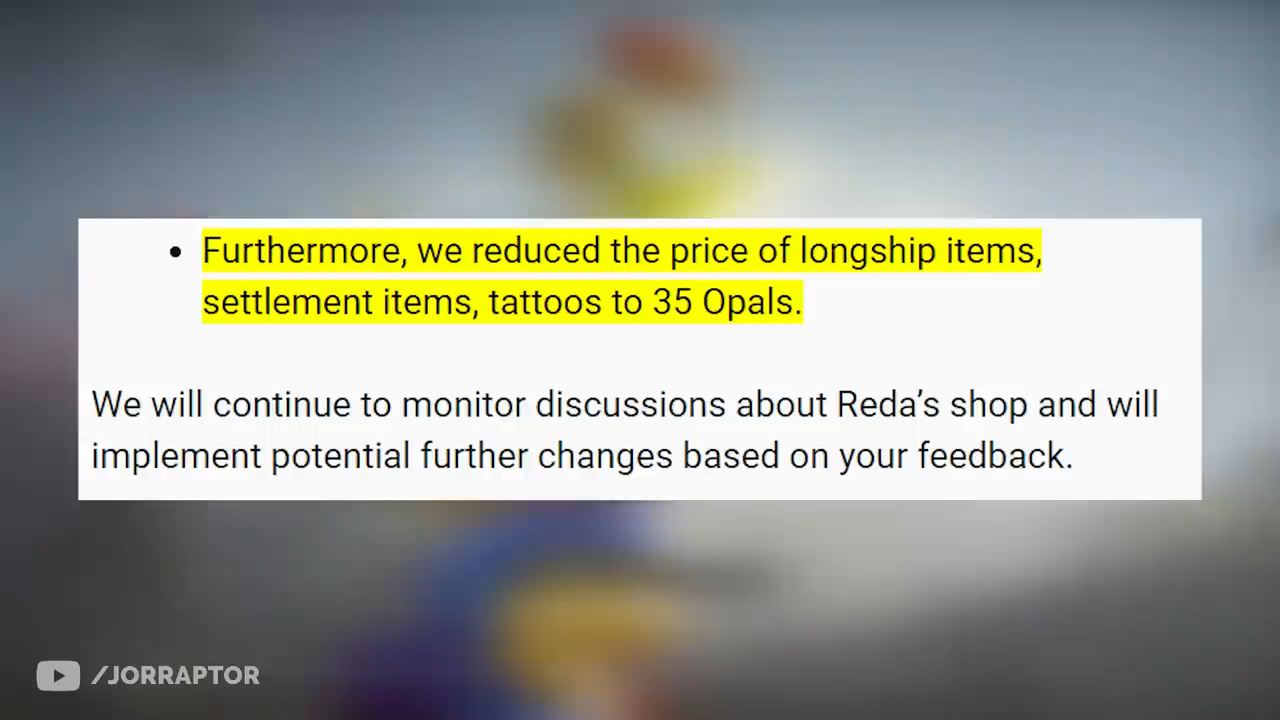 • Furthermore, we reduced the price of longship items,
settlement items, tattoos to 35 Opals.
We will continue to monitor discussions about Reda’s shop and will
implement potential further changes based on your feedback.
/JORRAPTOR